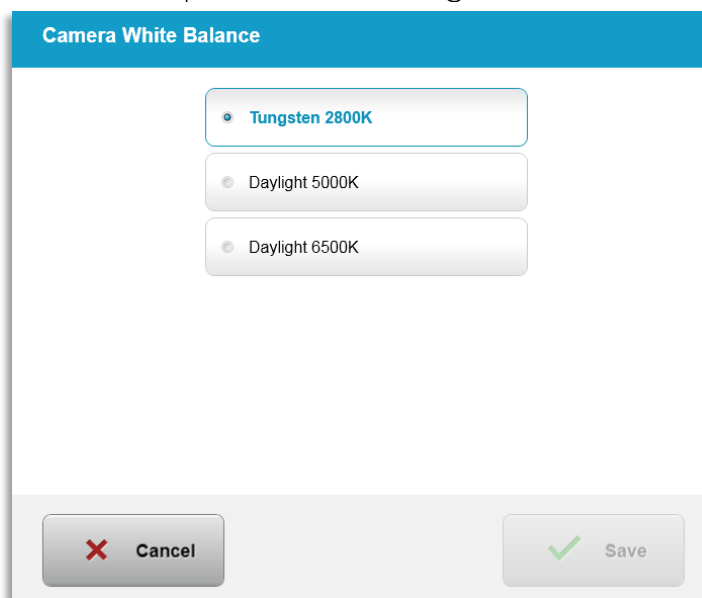 Camera White Balance
Tungsten 2800K
Daylight 5000K
Daylight 6500K
Cancel
Save